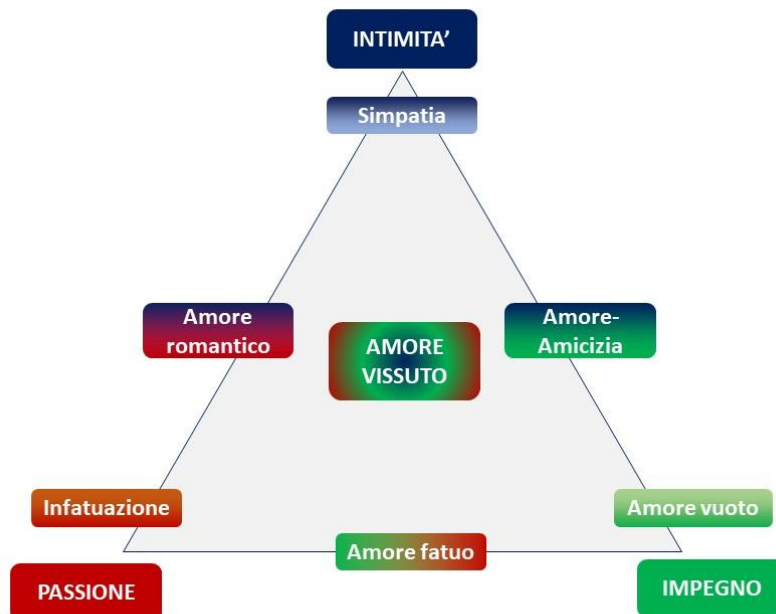 INTIMITA’
Simpatia
Amore
romantico
AMORE
VISSUTO
Amore-
Amicizia
Infatuazione
Amore vuoto
Amore fatuo
PASSIONE
IMPEGNO